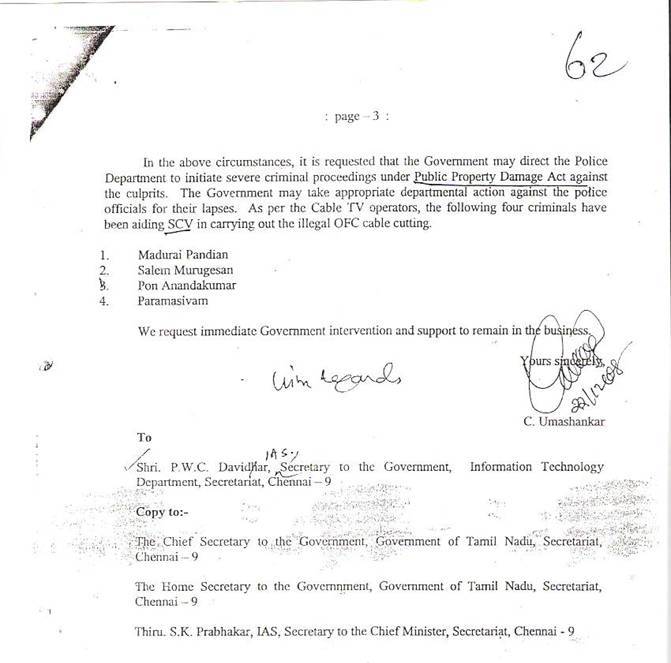 62
: page – 3 :
In the above circumstances, it is requested that the Government may direct the Police
Department to initiate severe criminal proceedings under Public Property Damage Act against
the culprits. The Government may take appropriate departmental action against the police
officials for their lapses. As per the Cable TV operators, the following four criminals have
been aiding SCV in carrying out the illegal OFC cable cutting.
1. Madurai Pandian
2. Salem Murugesan
3. Pon Anandakumar
4. Paramasivam
We request immediate Government intervention and support to remain in the business.
With regards
Yours sincerely,
22/12/08
C. Umashankar
To
IAS,
Shri. P.W.C. Davidhar, Secretary to the Government, Information Technology
Department, Secretariat, Chennai – 9
Copy to:-
The Chief Secretary to the Government, Government of Tamil Nadu, Secretariat,
Chennai – 9
The Home Secretary to the Government, Government of Tamil Nadu, Secretariat,
Chennai – 9
Thiru. S.K. Prabhakar, IAS, Secretary to the Chief Minister, Secretariat, Chennai - 9